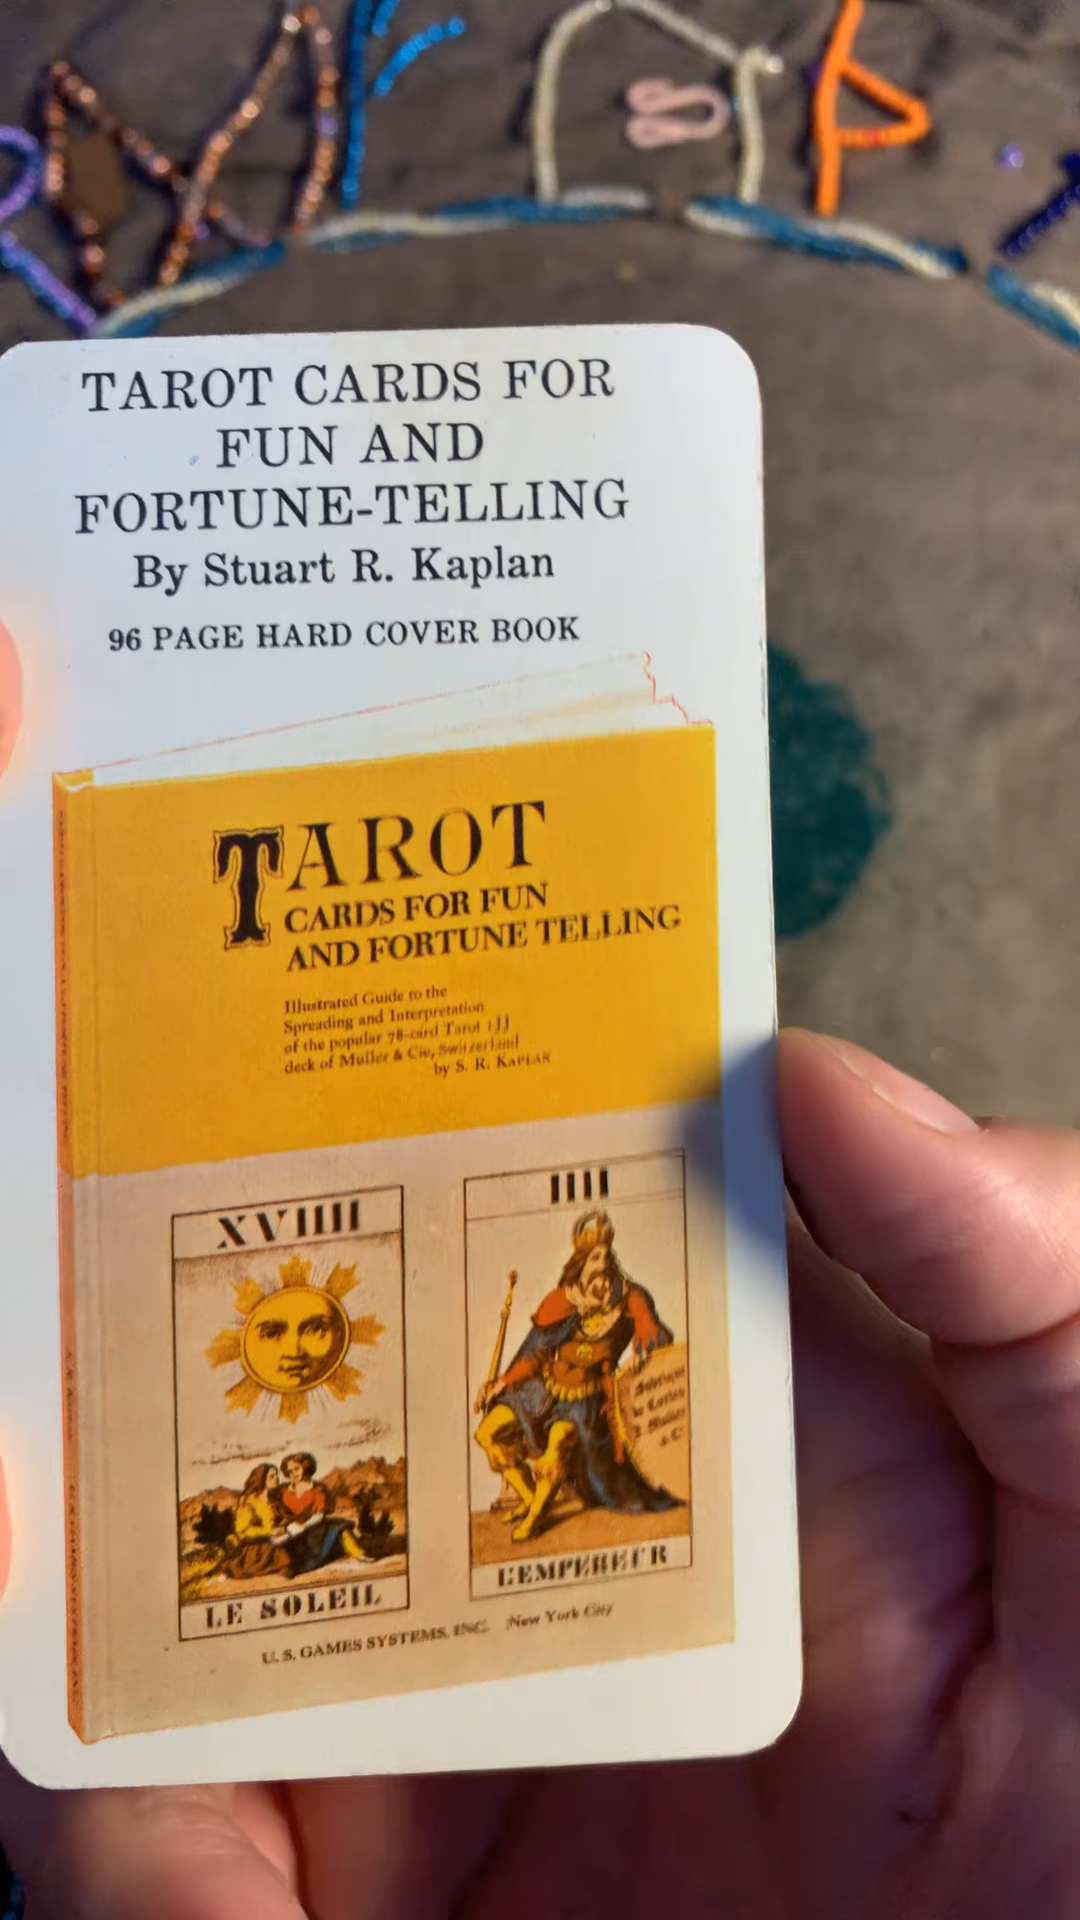 TAROT CARDS FOR
FUN AND
FORTUNE-TELLING
By Stuart R. Kaplan
96 PAGE HARD COVER BOOK
TAROT
CARDS FOR FUN
AND FORTUNE TELLING
Illustrated Guide to the
Spreading and Interpretation
of the popular 78-card Tarot 1JJ
deck of Muller & Cie, Switzerland
by S. R. KAPLAN
XVIIII
LE SOLEIL
IIII
L'EMPEREUR
U. S. GAMES SYSTEMS, INC. New York City